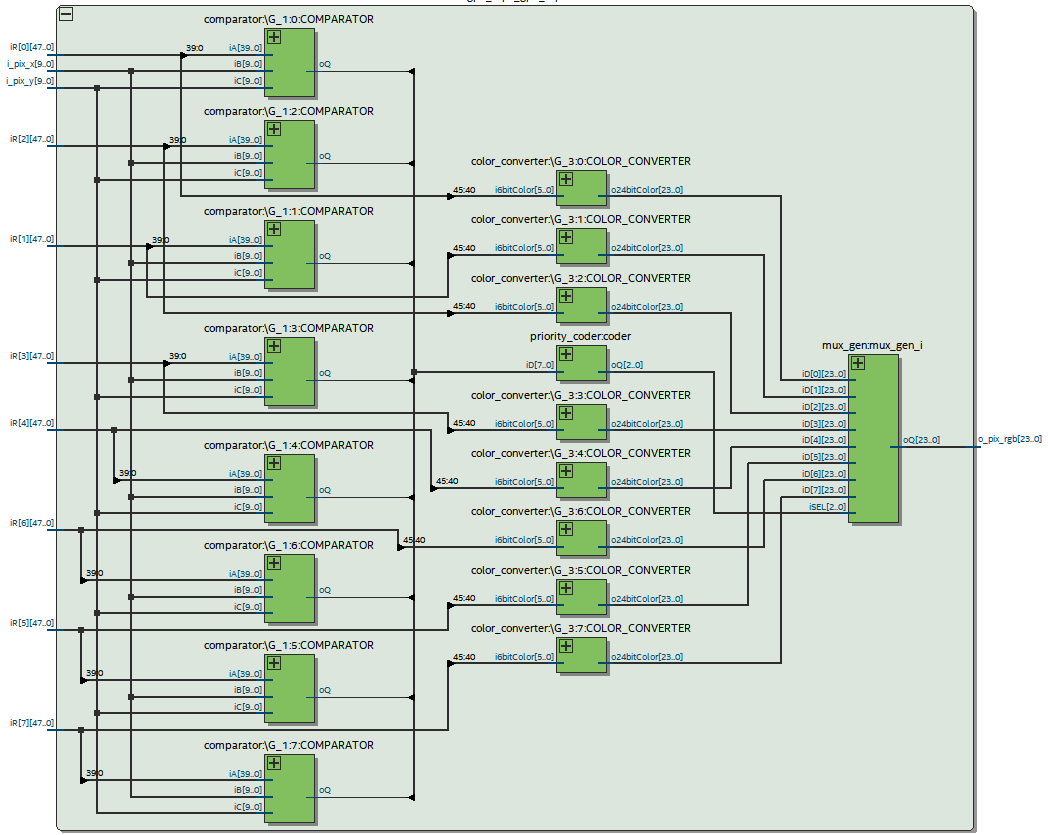 comparator:\G_1:0:COMPARATOR
iR[0][47..0]
39:0
iA[39..0]
i_pix_x[9..0]
iB[9..0]
oQ
i_pix_y[9..0]
iC[9..0]
comparator:\G_1:2:COMPARATOR
iR[2][47..0]
39:0
iA[39..0]
iB[9..0]
oQ
iC[9..0]
color_converter:\G_3:0:COLOR_CONVERTER
45:40
i6bitColor[5..0]
o24bitColor[23..0]
comparator:\G_1:1:COMPARATOR
color_converter:\G_3:1:COLOR_CONVERTER
iR[1][47..0]
39:0
iA[39..0]
iB[9..0]
oQ
iC[9..0]
45:40
i6bitColor[5..0]
o24bitColor[23..0]
color_converter:\G_3:2:COLOR_CONVERTER
45:40
i6bitColor[5..0]
o24bitColor[23..0]
comparator:\G_1:3:COMPARATOR
priority_coder:coder
mux_gen:mux_gen_i
iR[3][47..0]
39:0
iA[39..0]
iB[9..0]
oQ
iC[9..0]
iD[7..0]
oQ[2..0]
iD[0][23..0]
iD[1][23..0]
iD[2][23..0]
iD[3][23..0]
iD[4][23..0]
iD[5][23..0]
iD[6][23..0]
iD[7][23..0]
iSEL[2..0]
oQ[23..0]
o_pix_rgb[23..0]
color_converter:\G_3:3:COLOR_CONVERTER
45:40
i6bitColor[5..0]
o24bitColor[23..0]
iR[4][47..0]
comparator:\G_1:4:COMPARATOR
39:0
iA[39..0]
iB[9..0]
oQ
iC[9..0]
color_converter:\G_3:4:COLOR_CONVERTER
45:40
i6bitColor[5..0]
o24bitColor[23..0]
iR[6][47..0]
color_converter:\G_3:6:COLOR_CONVERTER
45:40
i6bitColor[5..0]
o24bitColor[23..0]
comparator:\G_1:6:COMPARATOR
39:0
iA[39..0]
iB[9..0]
oQ
iC[9..0]
color_converter:\G_3:5:COLOR_CONVERTER
45:40
i6bitColor[5..0]
o24bitColor[23..0]
iR[5][47..0]
comparator:\G_1:5:COMPARATOR
39:0
iA[39..0]
iB[9..0]
oQ
iC[9..0]
color_converter:\G_3:7:COLOR_CONVERTER
45:40
i6bitColor[5..0]
o24bitColor[23..0]
iR[7][47..0]
comparator:\G_1:7:COMPARATOR
39:0
iA[39..0]
iB[9..0]
oQ
iC[9..0]